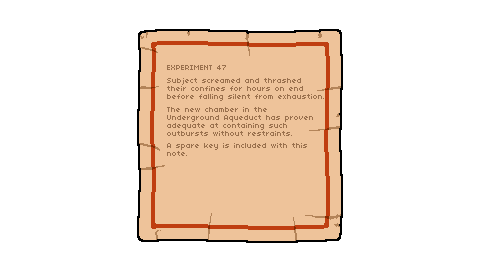 EXPERIMENT 47
Subject screamed and thrashed
their confines for hours on end
before falling silent from exhaustion.
The new chamber in the
Underground Aqueduct has proven
adequate at containing such
outbursts without restraints.
A spare key is included with this
note.